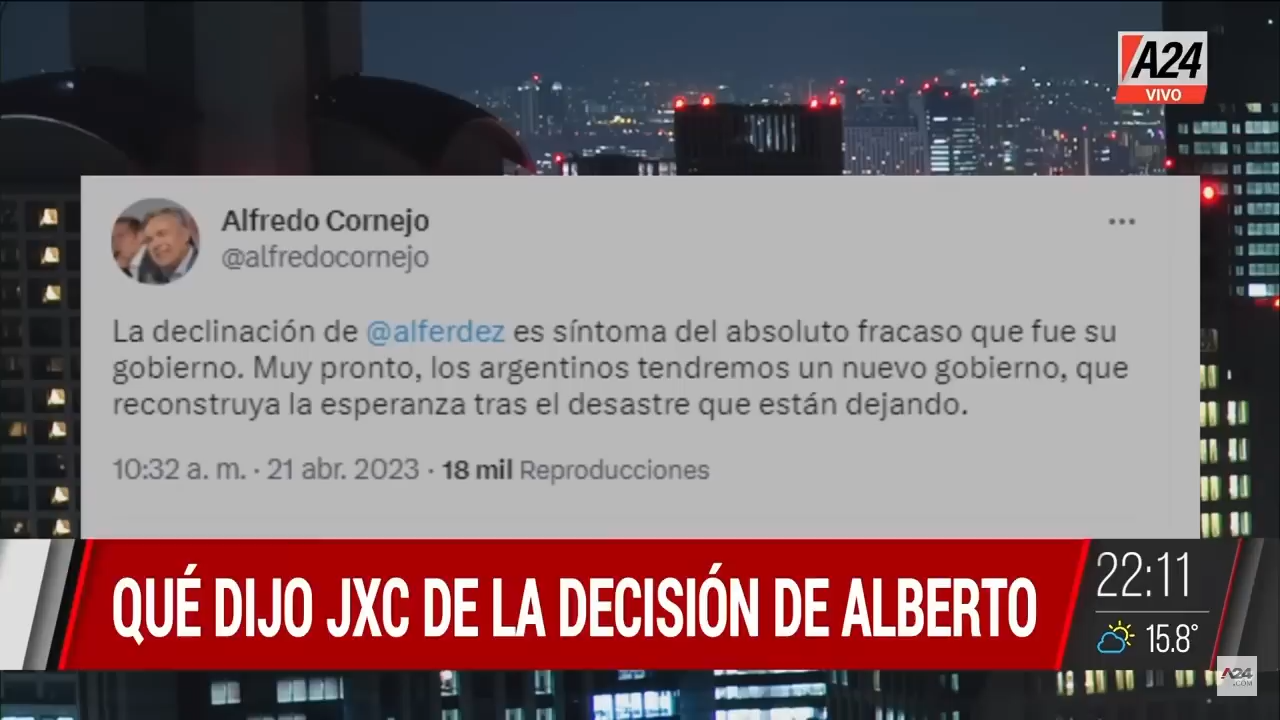 A24
VIVO
Alfredo Cornejo
@alfredocornejo
La declinación de @alferdez es síntoma del absoluto fracaso que fue su
gobierno. Muy pronto, los argentinos tendremos un nuevo gobierno, que
reconstruya la esperanza tras el desastre que están dejando.
10:32 a. m. · 21 abr. 2023 · 18 mil Reproducciones
QUÉ DIJO JXC DE LA DECISIÓN DE ALBERTO
22:11
15.8°
A24
.COM